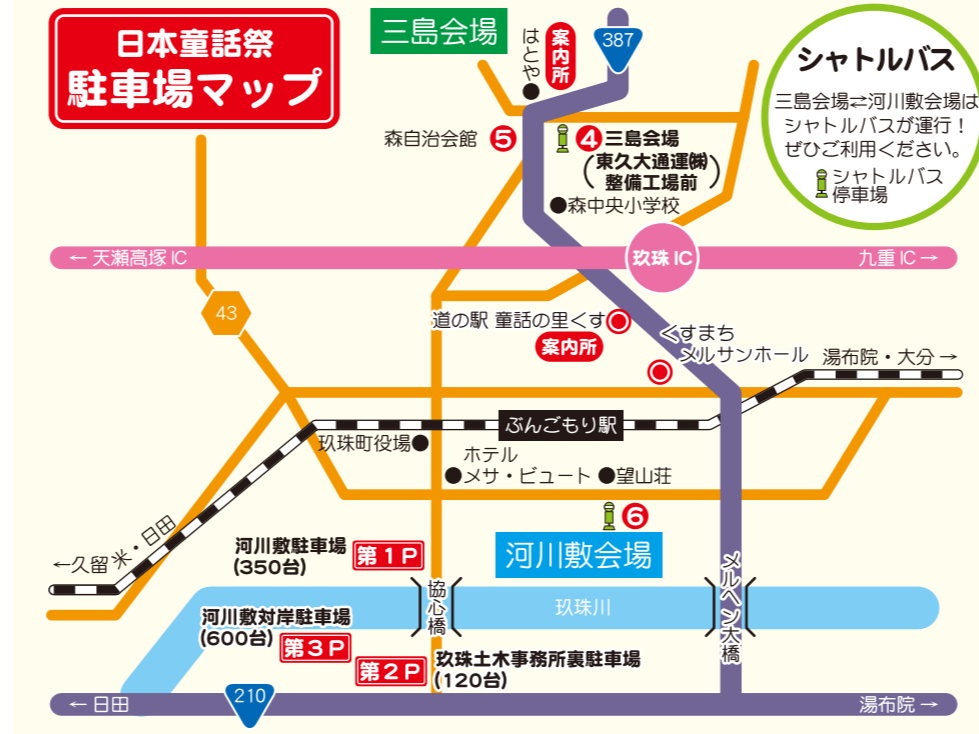 日本童話祭
駐車場マップ
三島会場
はとや
案内所
387
シャトルバス
三島会場⇄河川敷会場は
シャトルバスが運行！
ぜひご利用ください。
シャトルバス
停車場
森自治会館
5
4
三島会場
(東久大通運㈱
整備工場前)
森中央小学校
← 天瀬高塚 IC
玖珠 IC
九重 IC →
43
道の駅 童話の里くす
案内所
くすまち
メルサンホール
湯布院・大分 →
ぶんごもり駅
玖珠町役場
ホテル
メサ・ビュート
望山荘
6
河川敷会場
←久留米・日田
河川敷駐車場
(350台)
第1P
協心橋
玖珠川
メルヘン大橋
河川敷対岸駐車場
(600台)
第3P
第2P
玖珠土木事務所裏駐車場
(120台)
← 日田
210
湯布院 →